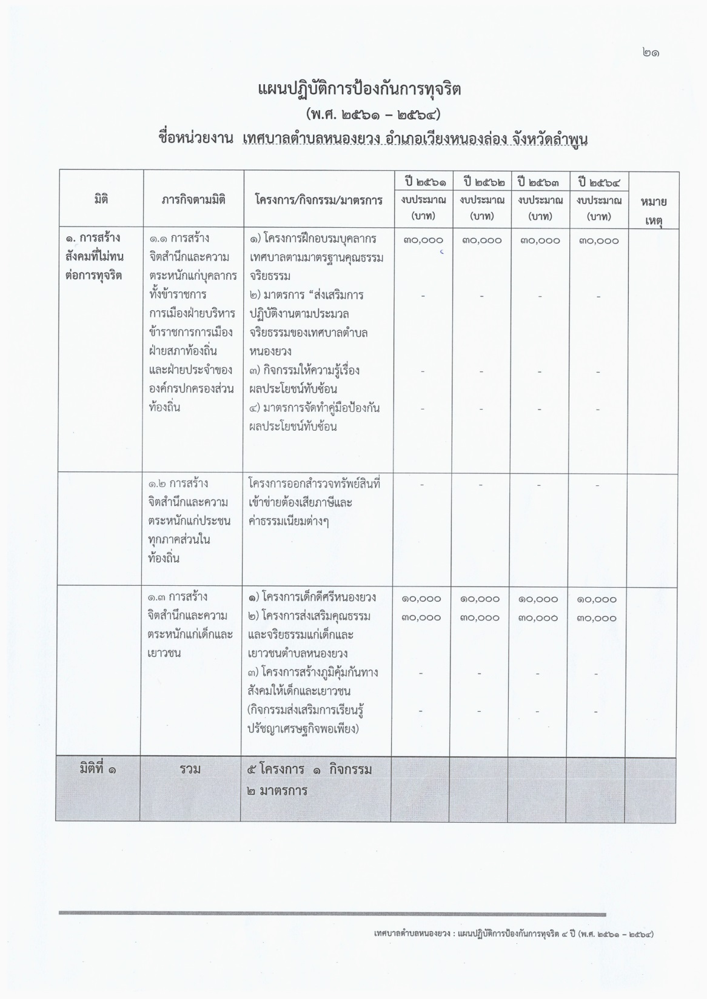 ๒๑
แผนปฏิบัติการป้องกันการทุจริต
(พ.ศ. ๒๕๖๑ – ๒๕๖๔)
ชื่อหน่วยงาน เทศบาลตำบลหนองยวง อำเภอเวียงหนองล่อง จังหวัดลำพูน
มิติ
ภารกิจตามมิติ
โครงการ/กิจกรรม/มาตรการ
ปี ๒๕๖๑
งบประมาณ
(บาท)
ปี ๒๕๖๒
งบประมาณ
(บาท)
ปี ๒๕๖๓
งบประมาณ
(บาท)
ปี ๒๕๖๔
งบประมาณ
(บาท)
หมาย
เหตุ
๑. การสร้าง
สังคมที่ไม่ทน
ต่อการทุจริต
๑.๑ การสร้าง
จิตสำนึกและความ
ตระหนักแก่บุคลากร
ทั้งข้าราชการ
การเมืองฝ่ายบริหาร
ข้าราชการการเมือง
ฝ่ายสภาท้องถิ่น
และฝ่ายประจำของ
องค์กรปกครองส่วน
ท้องถิ่น
๑) โครงการฝึกอบรมบุคลากร
เทศบาลตามมาตรฐานคุณธรรม
จริยธรรม
๓๐,๐๐๐ ๓๐,๐๐๐ ๓๐,๐๐๐ ๓๐,๐๐๐
๒) มาตรการ “ส่งเสริมการ
ปฏิบัติงานตามประมวล
จริยธรรมของเทศบาลตำบล
หนองยวง
- - - -
๓) กิจกรรมให้ความรู้เรื่อง
ผลประโยชน์ทับซ้อน
- - - -
๔) มาตรการจัดทำคู่มือป้องกัน
ผลประโยชน์ทับซ้อน
- - - -
๑.๒ การสร้าง
จิตสำนึกและความ
ตระหนักแก่ประชน
ทุกภาคส่วนใน
ท้องถิ่น
โครงการออกสำรวจทรัพย์สินที่
เข้าข่ายต้องเสียภาษีและ
ค่าธรรมเนียมต่างๆ
- - - -
๑.๓ การสร้าง
จิตสำนึกและความ
ตระหนักแก่เด็กและ
เยาวชน
๑) โครงการเด็กดีศรีหนองยวง
๑๐,๐๐๐ ๑๐,๐๐๐ ๑๐,๐๐๐ ๑๐,๐๐๐
๒) โครงการส่งเสริมคุณธรรม
และจริยธรรมแก่เด็กและ
เยาวชนตำบลหนองยวง
๓๐,๐๐๐ ๓๐,๐๐๐ ๓๐,๐๐๐ ๓๐,๐๐๐
๓) โครงการสร้างภูมิคุ้มกันทาง
สังคมให้เด็กและเยาวชน
- - - -
(กิจกรรมส่งเสริมการเรียนรู้
ปรัชญาเศรษฐกิจพอเพียง)
- - - -
มิติที่ ๑
รวม
๕ โครงการ ๑ กิจกรรม
๒ มาตรการ
เทศบาลตำบลหนองยวง : แผนปฏิบัติการป้องกันการทุจริต ๔ ปี (พ.ศ. ๒๕๖๑ – ๒๕๖๔)